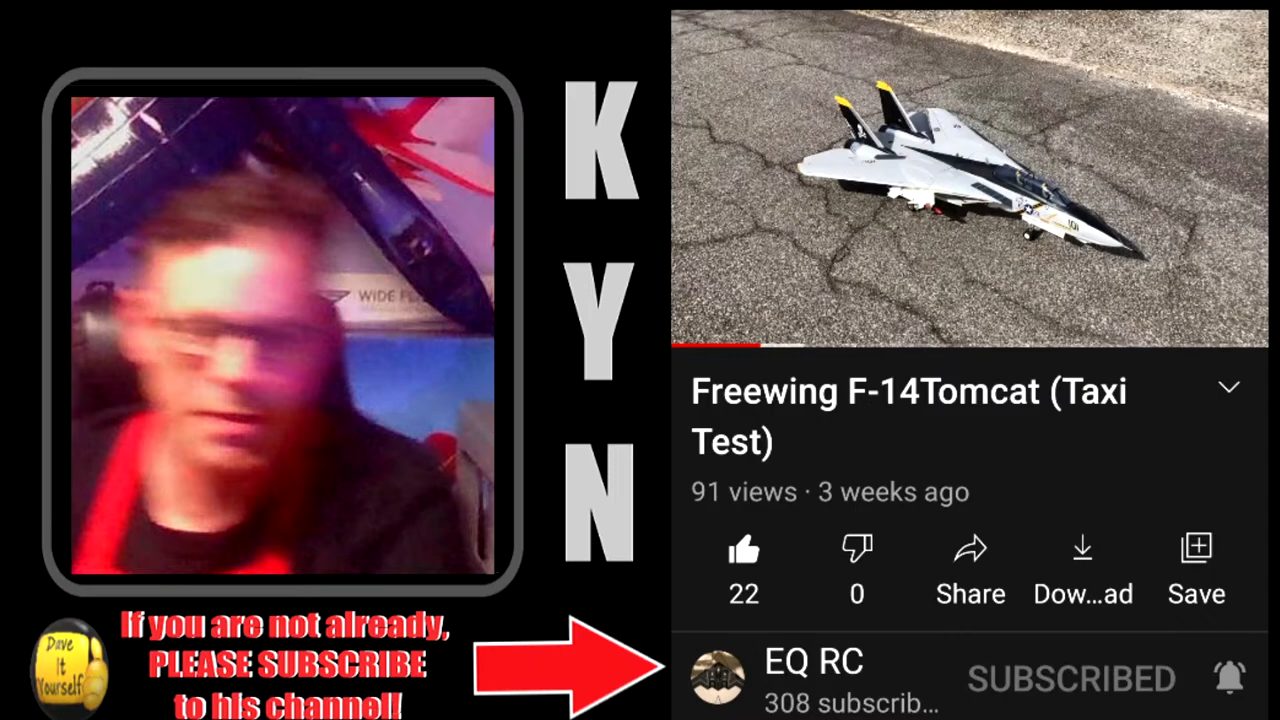 K
Y
N
WIDE
Freewing F-14Tomcat (Taxi
Test)
91 views · 3 weeks ago
22
0
Share
Dow...ad
Save
EQ RC
308 subscrib...
SUBSCRIBED
If you are not already,
PLEASE SUBSCRIBE
to his channel!
Dave
It
Yourself
101